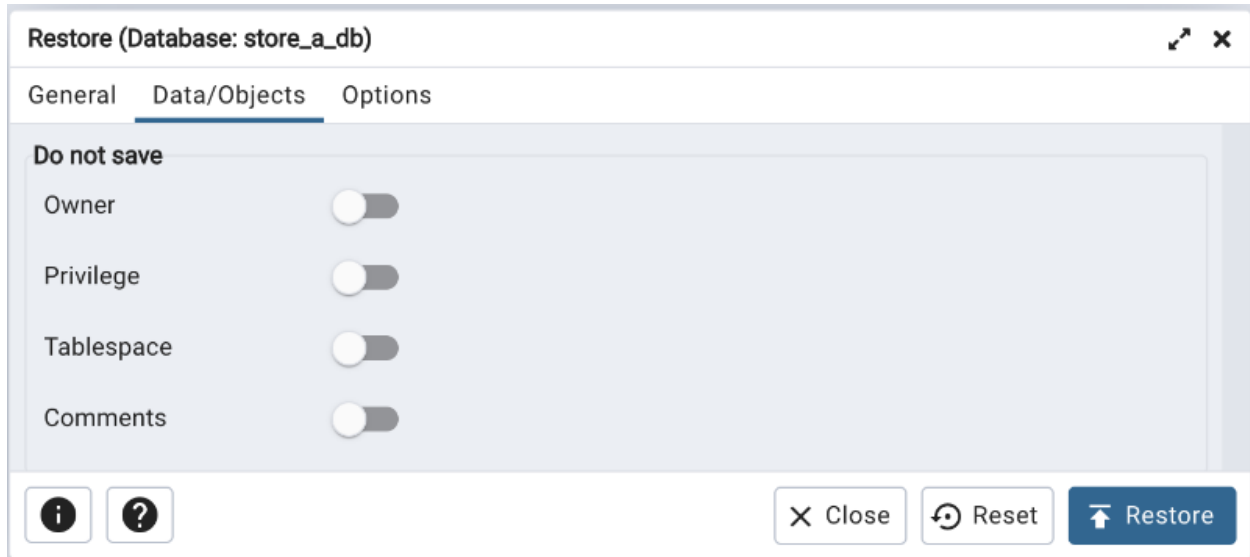 Restore (Database: store_a_db)
General Data/Objects Options
Do not save
Owner
Privilege
Tablespace
Comments
Close Reset Restore